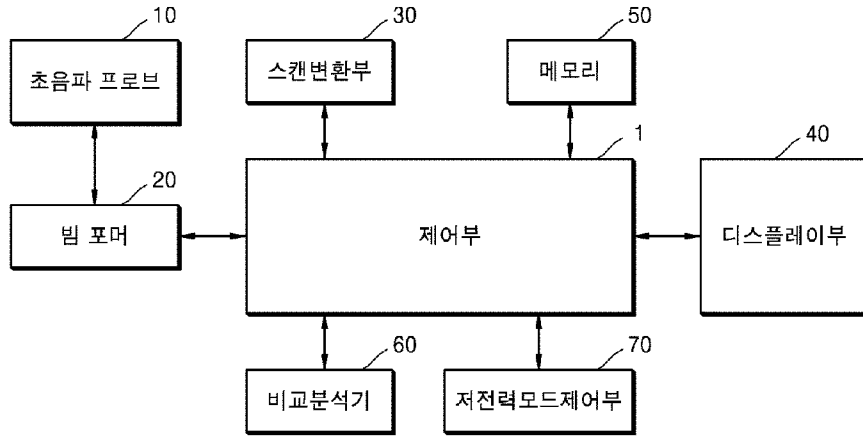 10
초음파 프로브
30
스캔변환부
50
메모리
20
빔 포머
1
제어부
40
디스플레이부
60
비교분석기
70
저전력모드제어부